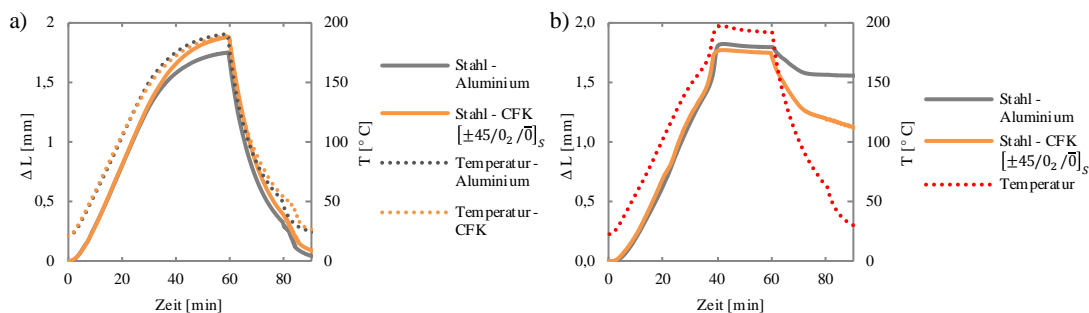 a)
2
1,5
1
0,5
0
Δ L [mm]
200
150
100
50
0
T [° C]
0 20 40 60 80
Zeit [min]
Stahl -
Aluminium
Stahl - CFK
[±45/0₂/0̅]_S
Temperatur -
Aluminium
Temperatur -
CFK
b)
2,0
1,5
1,0
0,5
0,0
Δ L [mm]
200
150
100
50
0
T [° C]
0 20 40 60 80
Zeit [min]
Stahl -
Aluminium
Stahl - CFK
[±45/0₂/0̅]_S
Temperatur